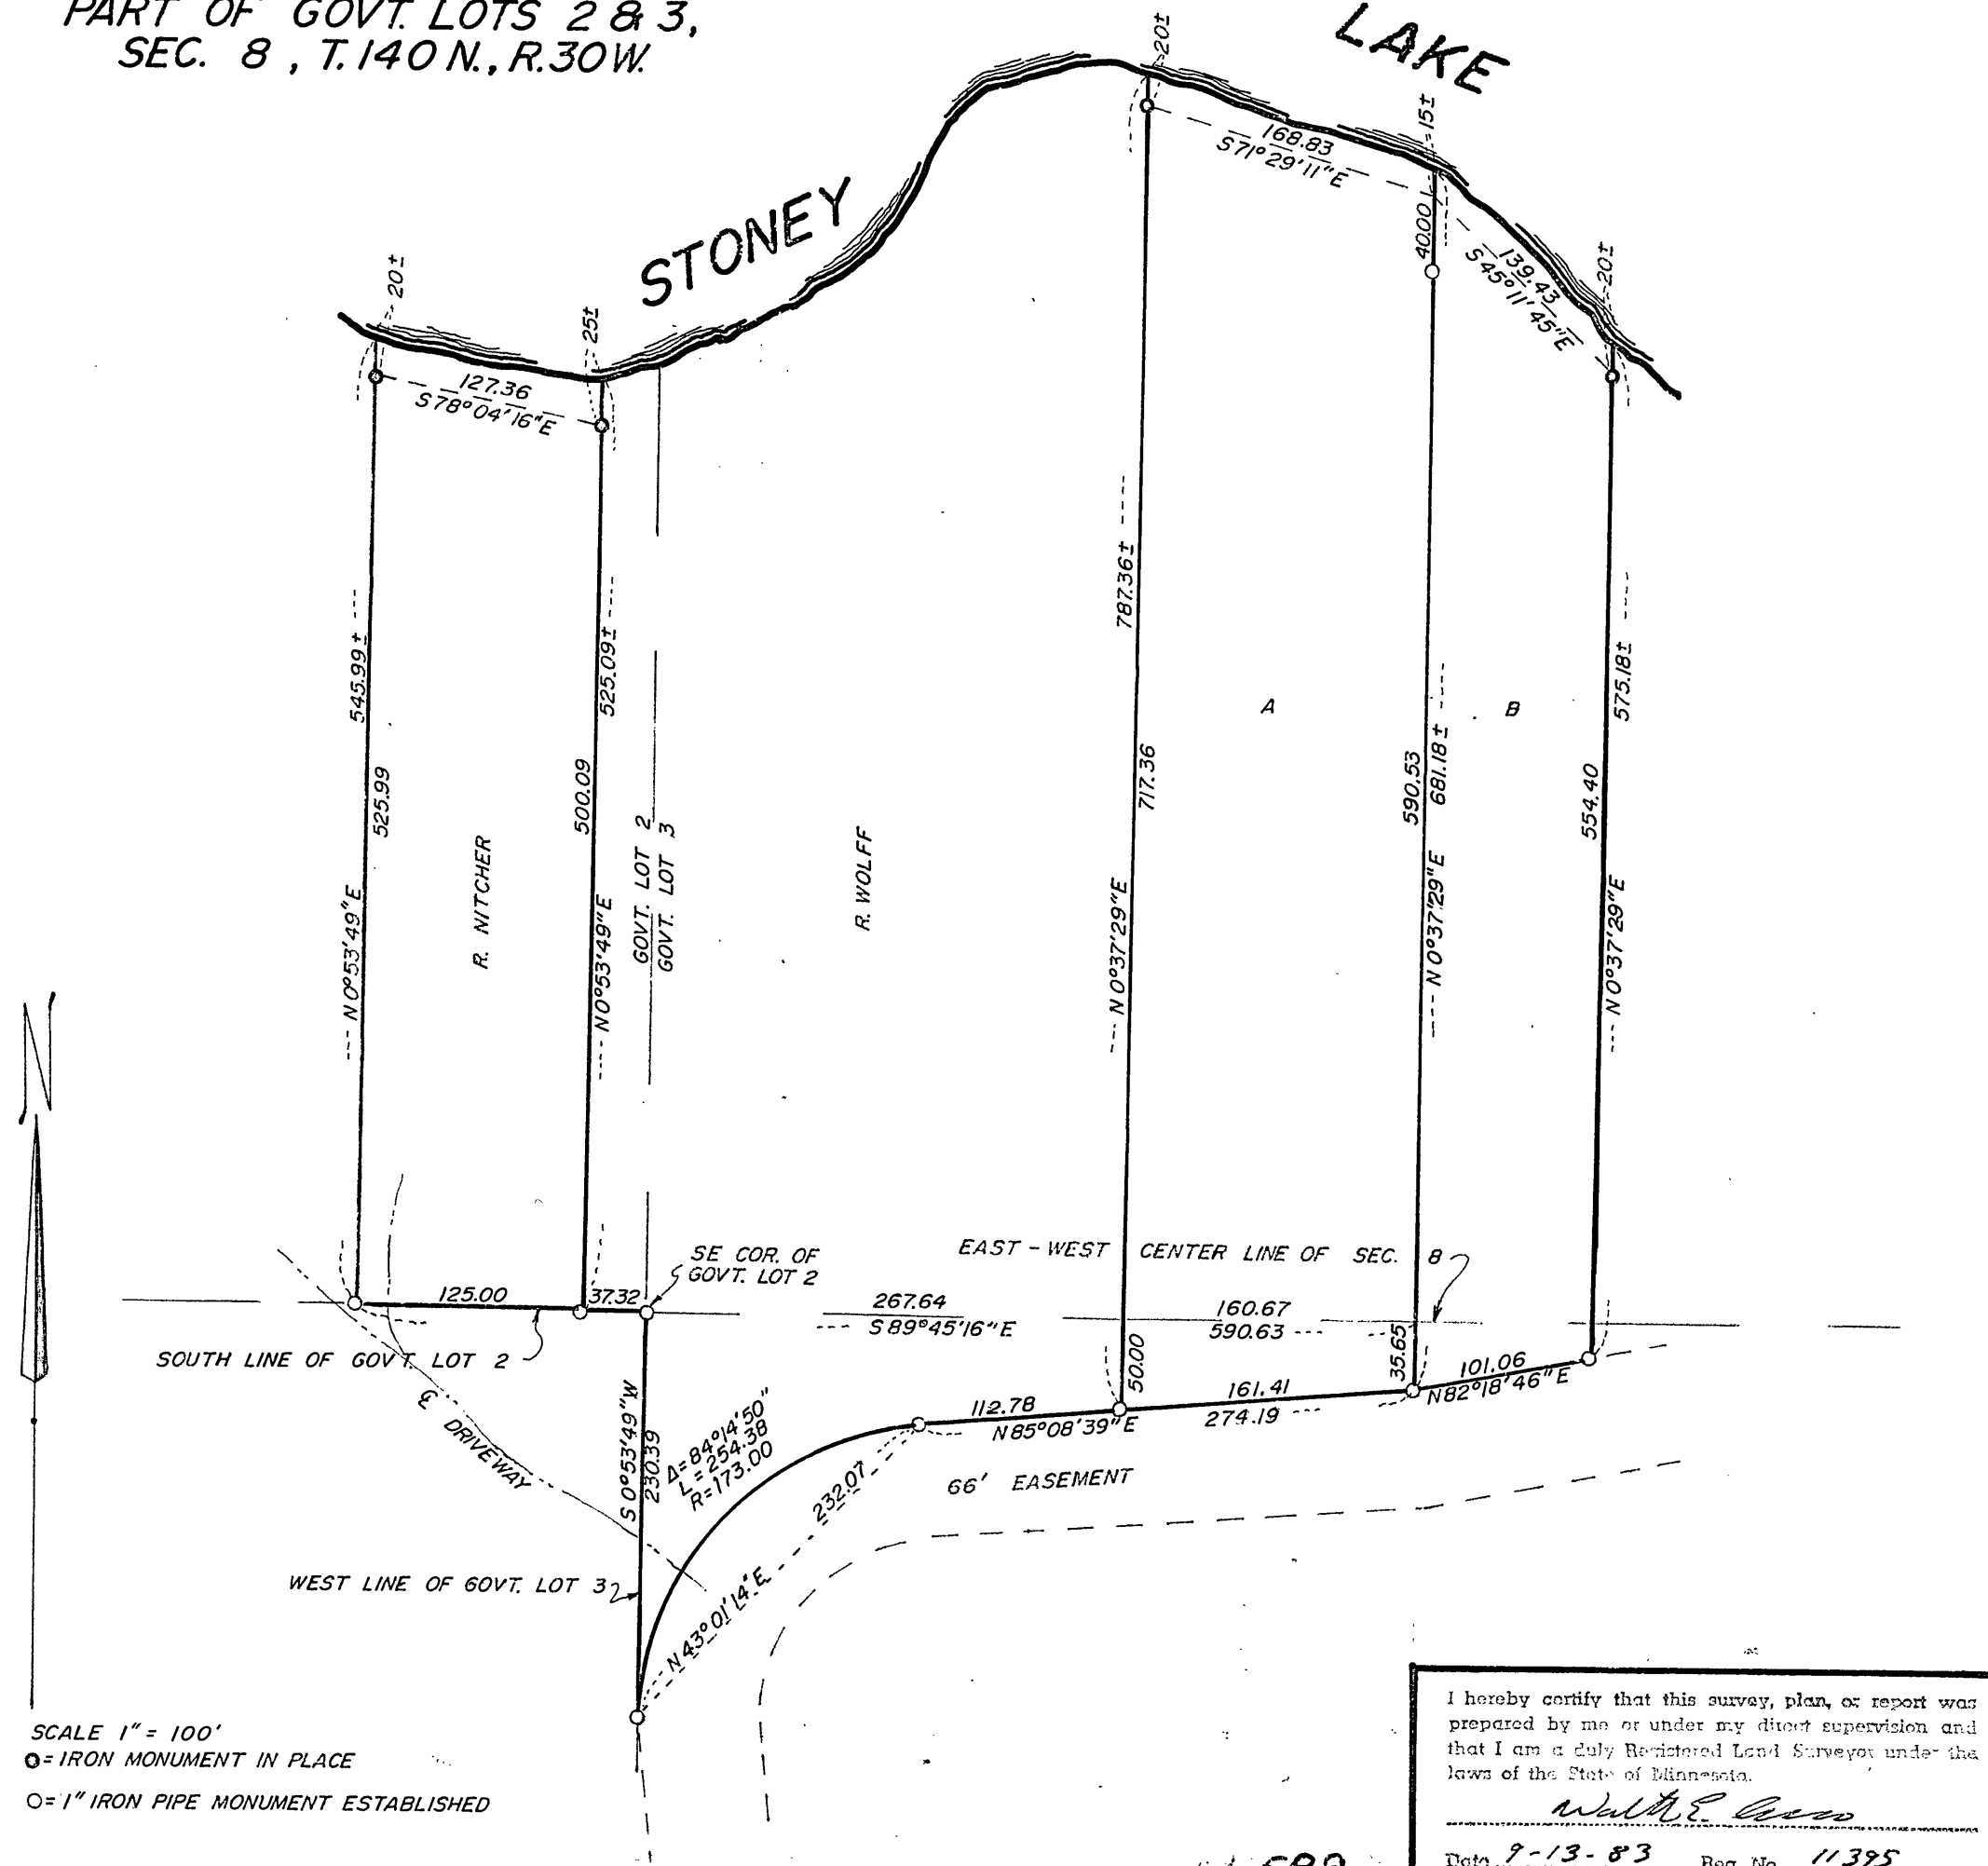 PART OF GOVT. LOTS 2 & 3,
SEC. 8, T.140 N., R.30W.
STONEY
LAKE
20±
25±
20±
15±
20±
127.36
S78°04'16"E
168.83
S71°29'11"E
40.00
139.43
S45°11'45"E
545.99±
525.99
N0°53'49"E
R. NITCHER
525.09±
500.09
N0°53'49"E
GOVT. LOT 2
GOVT. LOT 3
R. WOLFF
787.36±
717.36
N0°37'29"E
A
590.53
681.18±
N0°37'29"E
B
575.18±
554.40
N0°37'29"E
N
SE COR. OF
GOVT. LOT 2
EAST-WEST CENTER LINE OF SEC. 8
125.00
37.32
267.64
S89°45'16"E
160.67
590.63
SOUTH LINE OF GOVT. LOT 2
50.00
35.65
101.06
N82°18'46"E
112.78
N85°08'39"E
161.41
274.19
℄ DRIVEWAY
S0°53'49"W
230.39
Δ=84°14'50"
L=254.38
R=173.00
232.07
N43°01'14"E
66' EASEMENT
WEST LINE OF GOVT. LOT 3
SCALE 1"=100'
O=IRON MONUMENT IN PLACE
O=1" IRON PIPE MONUMENT ESTABLISHED
I hereby certify that this survey, plan, or report was
prepared by me or under my direct supervision and
that I am a duly Registered Land Surveyor under the
laws of the State of Minnesota.
Date 9-13-83 Reg. No. 11395